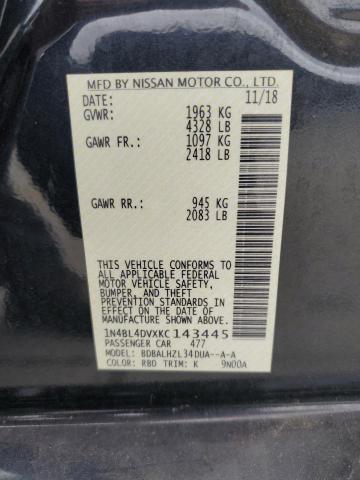 MFD BY NISSAN MOTOR CO., LTD.
DATE: 11/18
GVWR: 1963 KG
4328 LB
GAWR FR.: 1097 KG
2418 LB
GAWR RR.: 945 KG
2083 LB
THIS VEHICLE CONFORMS TO
ALL APPLICABLE FEDERAL
MOTOR VEHICLE SAFETY,
BUMPER, AND THEFT
PREVENTION STANDARDS
IN EFFECT ON THE DATE OF
MANUFACTURE SHOWN ABOVE.
1N4BL4DVXKC143445
PASSENGER CAR 477
MODEL: BDBALHZL34DUA--A-A
COLOR: RBD TRIM: K 9N00A